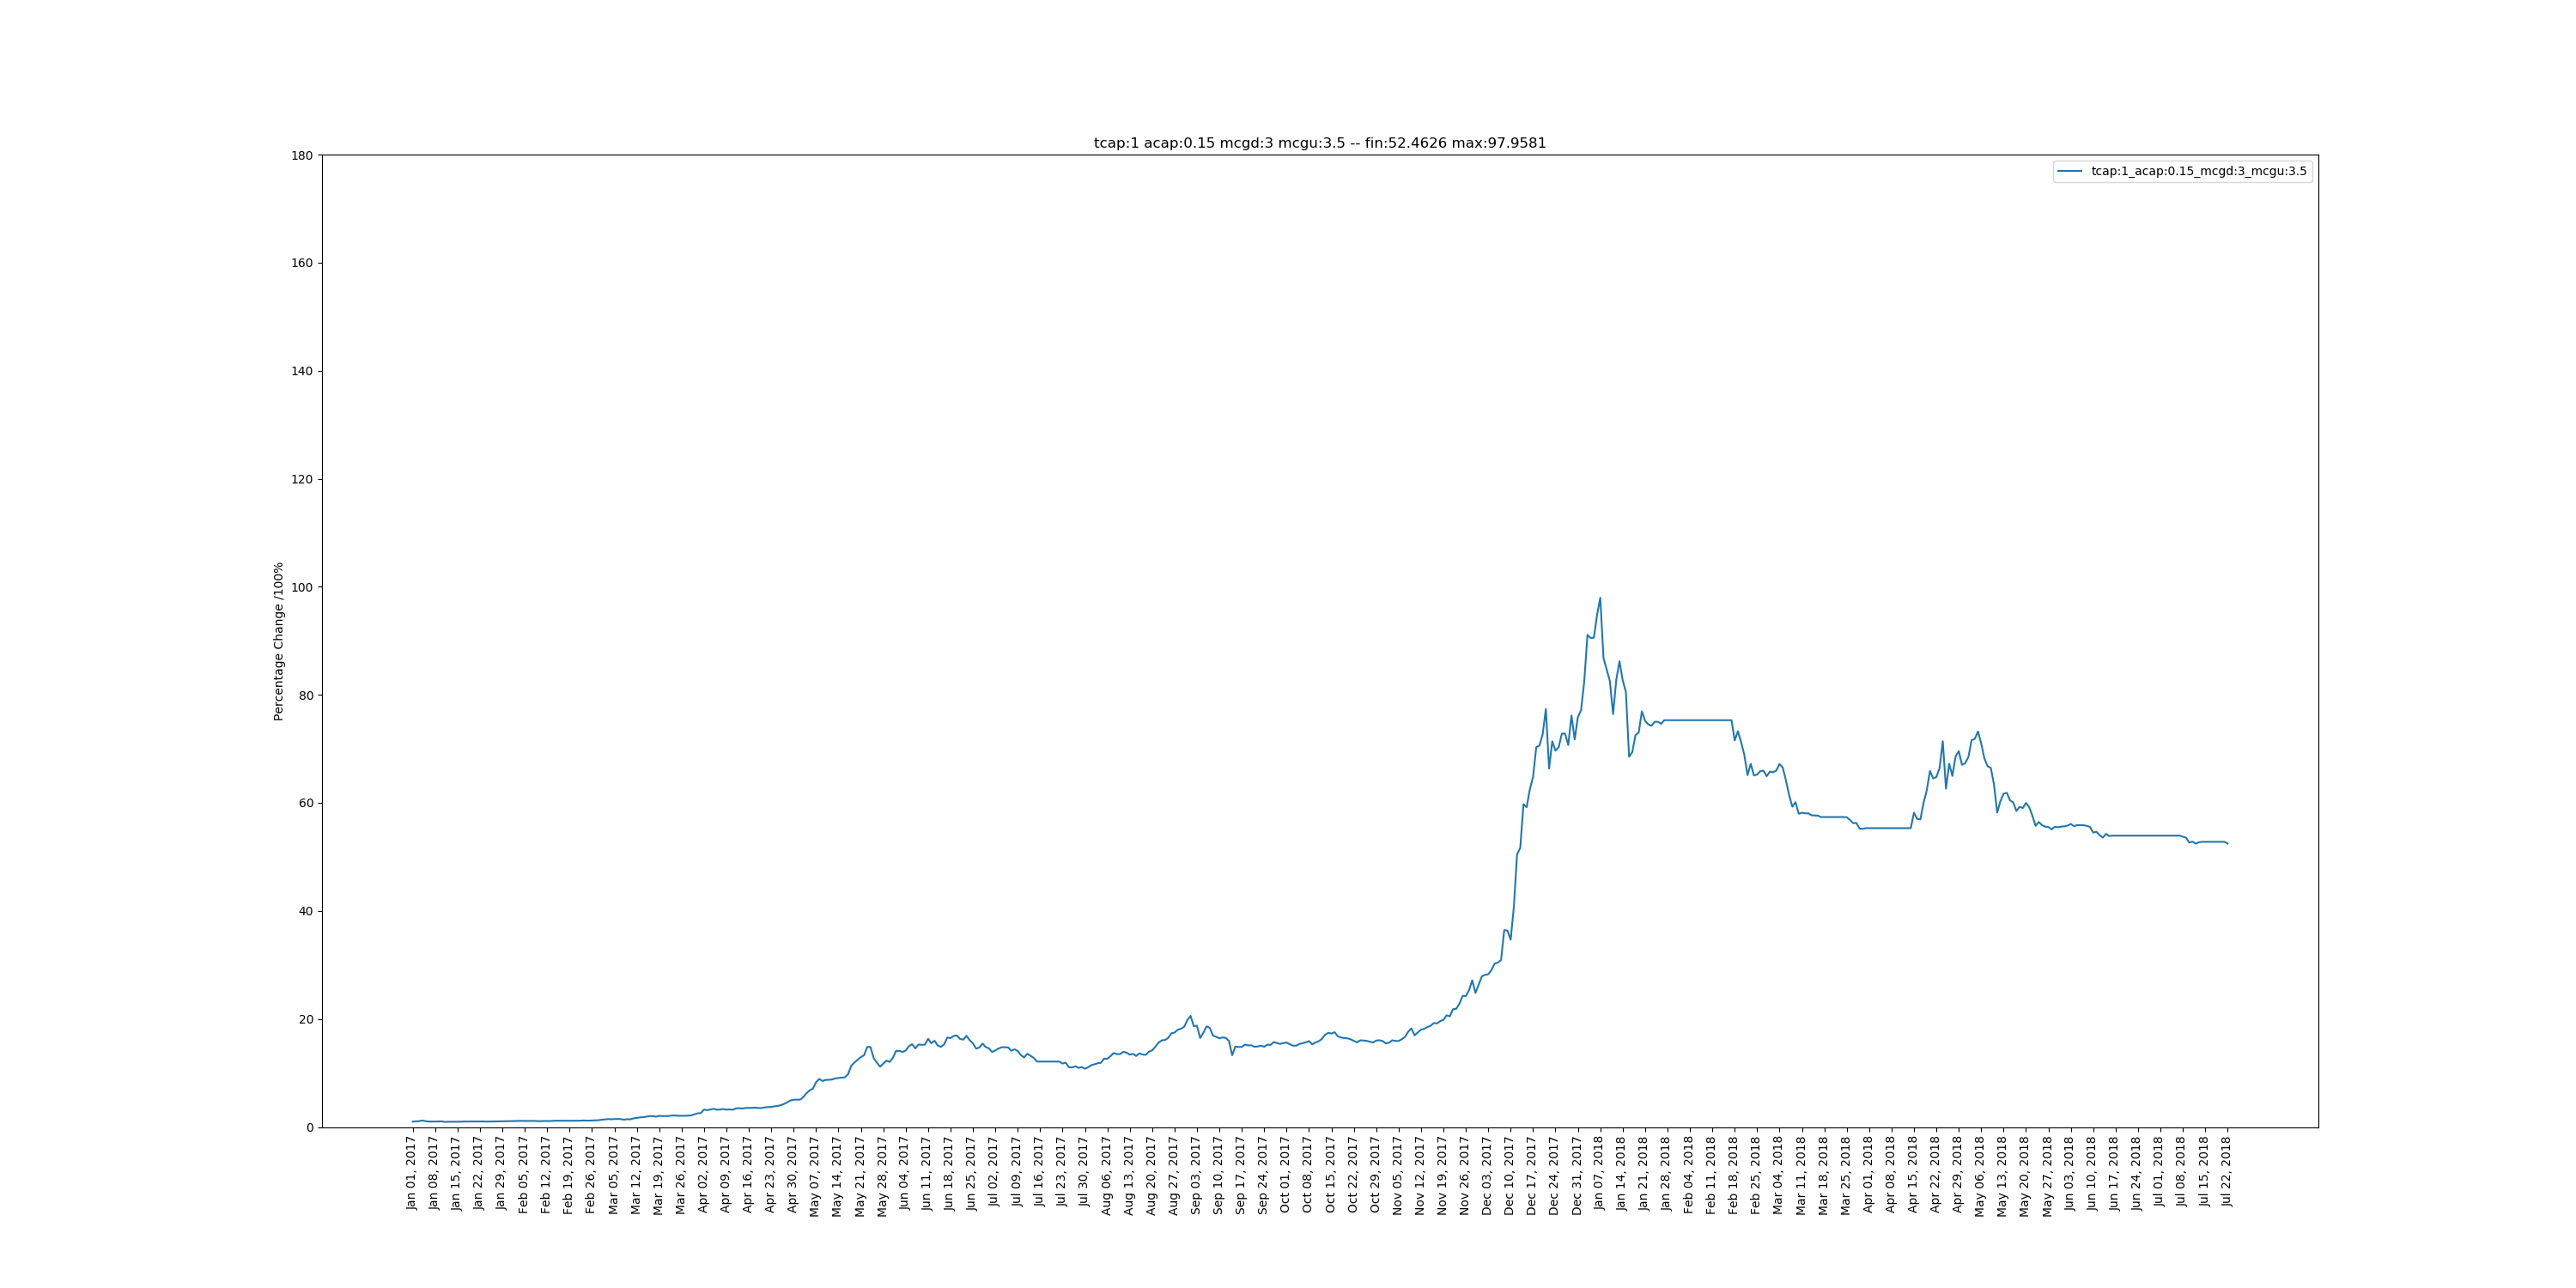 tcap:1 acap:0.15 mcgd:3 mcgu:3.5 -- fin:52.4626 max:97.9581
tcap:1_acap:0.15_mcgd:3_mcgu:3.5
Percentage Change /100%
180
160
140
120
100
80
60
40
20
0
Jan 01, 2017
Jan 08, 2017
Jan 15, 2017
Jan 22, 2017
Jan 29, 2017
Feb 05, 2017
Feb 12, 2017
Feb 19, 2017
Feb 26, 2017
Mar 05, 2017
Mar 12, 2017
Mar 19, 2017
Mar 26, 2017
Apr 02, 2017
Apr 09, 2017
Apr 16, 2017
Apr 23, 2017
Apr 30, 2017
May 07, 2017
May 14, 2017
May 21, 2017
May 28, 2017
Jun 04, 2017
Jun 11, 2017
Jun 18, 2017
Jun 25, 2017
Jul 02, 2017
Jul 09, 2017
Jul 16, 2017
Jul 23, 2017
Jul 30, 2017
Aug 06, 2017
Aug 13, 2017
Aug 20, 2017
Aug 27, 2017
Sep 03, 2017
Sep 10, 2017
Sep 17, 2017
Sep 24, 2017
Oct 01, 2017
Oct 08, 2017
Oct 15, 2017
Oct 22, 2017
Oct 29, 2017
Nov 05, 2017
Nov 12, 2017
Nov 19, 2017
Nov 26, 2017
Dec 03, 2017
Dec 10, 2017
Dec 17, 2017
Dec 24, 2017
Dec 31, 2017
Jan 07, 2018
Jan 14, 2018
Jan 21, 2018
Jan 28, 2018
Feb 04, 2018
Feb 11, 2018
Feb 18, 2018
Feb 25, 2018
Mar 04, 2018
Mar 11, 2018
Mar 18, 2018
Mar 25, 2018
Apr 01, 2018
Apr 08, 2018
Apr 15, 2018
Apr 22, 2018
Apr 29, 2018
May 06, 2018
May 13, 2018
May 20, 2018
May 27, 2018
Jun 03, 2018
Jun 10, 2018
Jun 17, 2018
Jun 24, 2018
Jul 01, 2018
Jul 08, 2018
Jul 15, 2018
Jul 22, 2018